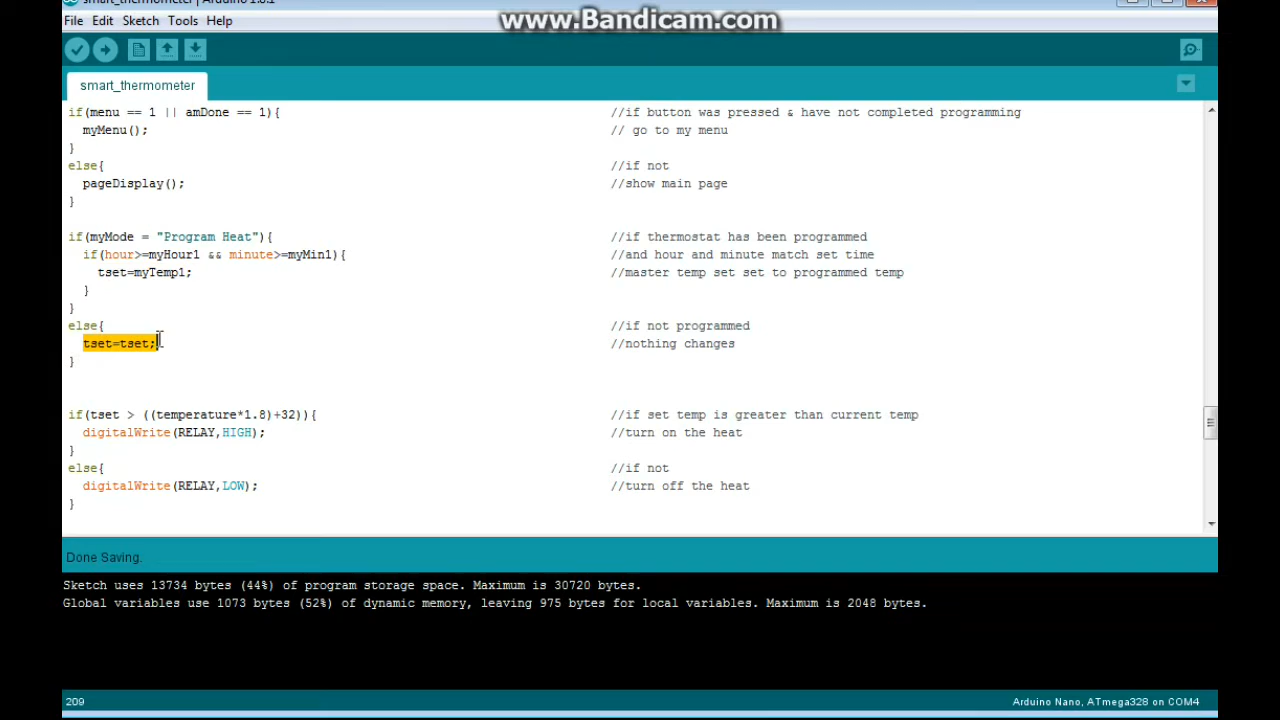 smart_thermometer | Arduino 1.8.1
www.Bandicam.com
File Edit Sketch Tools Help
smart_thermometer
if(menu == 1 || amDone == 1){ //if button was pressed & have not completed programming
myMenu(); // go to my menu
}
else{ //if not
pageDisplay(); //show main page
}
if(myMode = "Program Heat"){ //if thermostat has been programmed
if(hour>=myHour1 && minute>=myMin1){ //and hour and minute match set time
tset=myTemp1; //master temp set set to programmed temp
}
}
else{ //if not programmed
tset=tset; //nothing changes
}
if(tset > ((temperature*1.8)+32)){ //if set temp is greater than current temp
digitalWrite(RELAY,HIGH); //turn on the heat
}
else{ //if not
digitalWrite(RELAY,LOW); //turn off the heat
}
Done Saving.
Sketch uses 13734 bytes (44%) of program storage space. Maximum is 30720 bytes.
Global variables use 1073 bytes (52%) of dynamic memory, leaving 975 bytes for local variables. Maximum is 2048 bytes.
209 Arduino Nano, ATmega328 on COM4